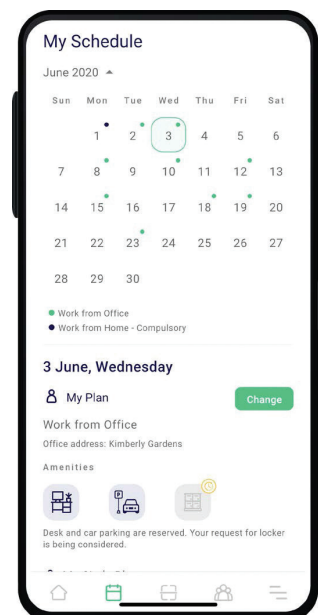 My Schedule
June 2020
Sun Mon Tue Wed Thu Fri Sat
1 2 3 4 5 6
7 8 9 10 11 12 13
14 15 16 17 18 19 20
21 22 23 24 25 26 27
28 29 30
Work from Office
Work from Home - Compulsory
3 June, Wednesday
My Plan
Change
Work from Office
Office address: Kimberly Gardens
Amenities
P
Desk and car parking are reserved. Your request for locker
is being considered.